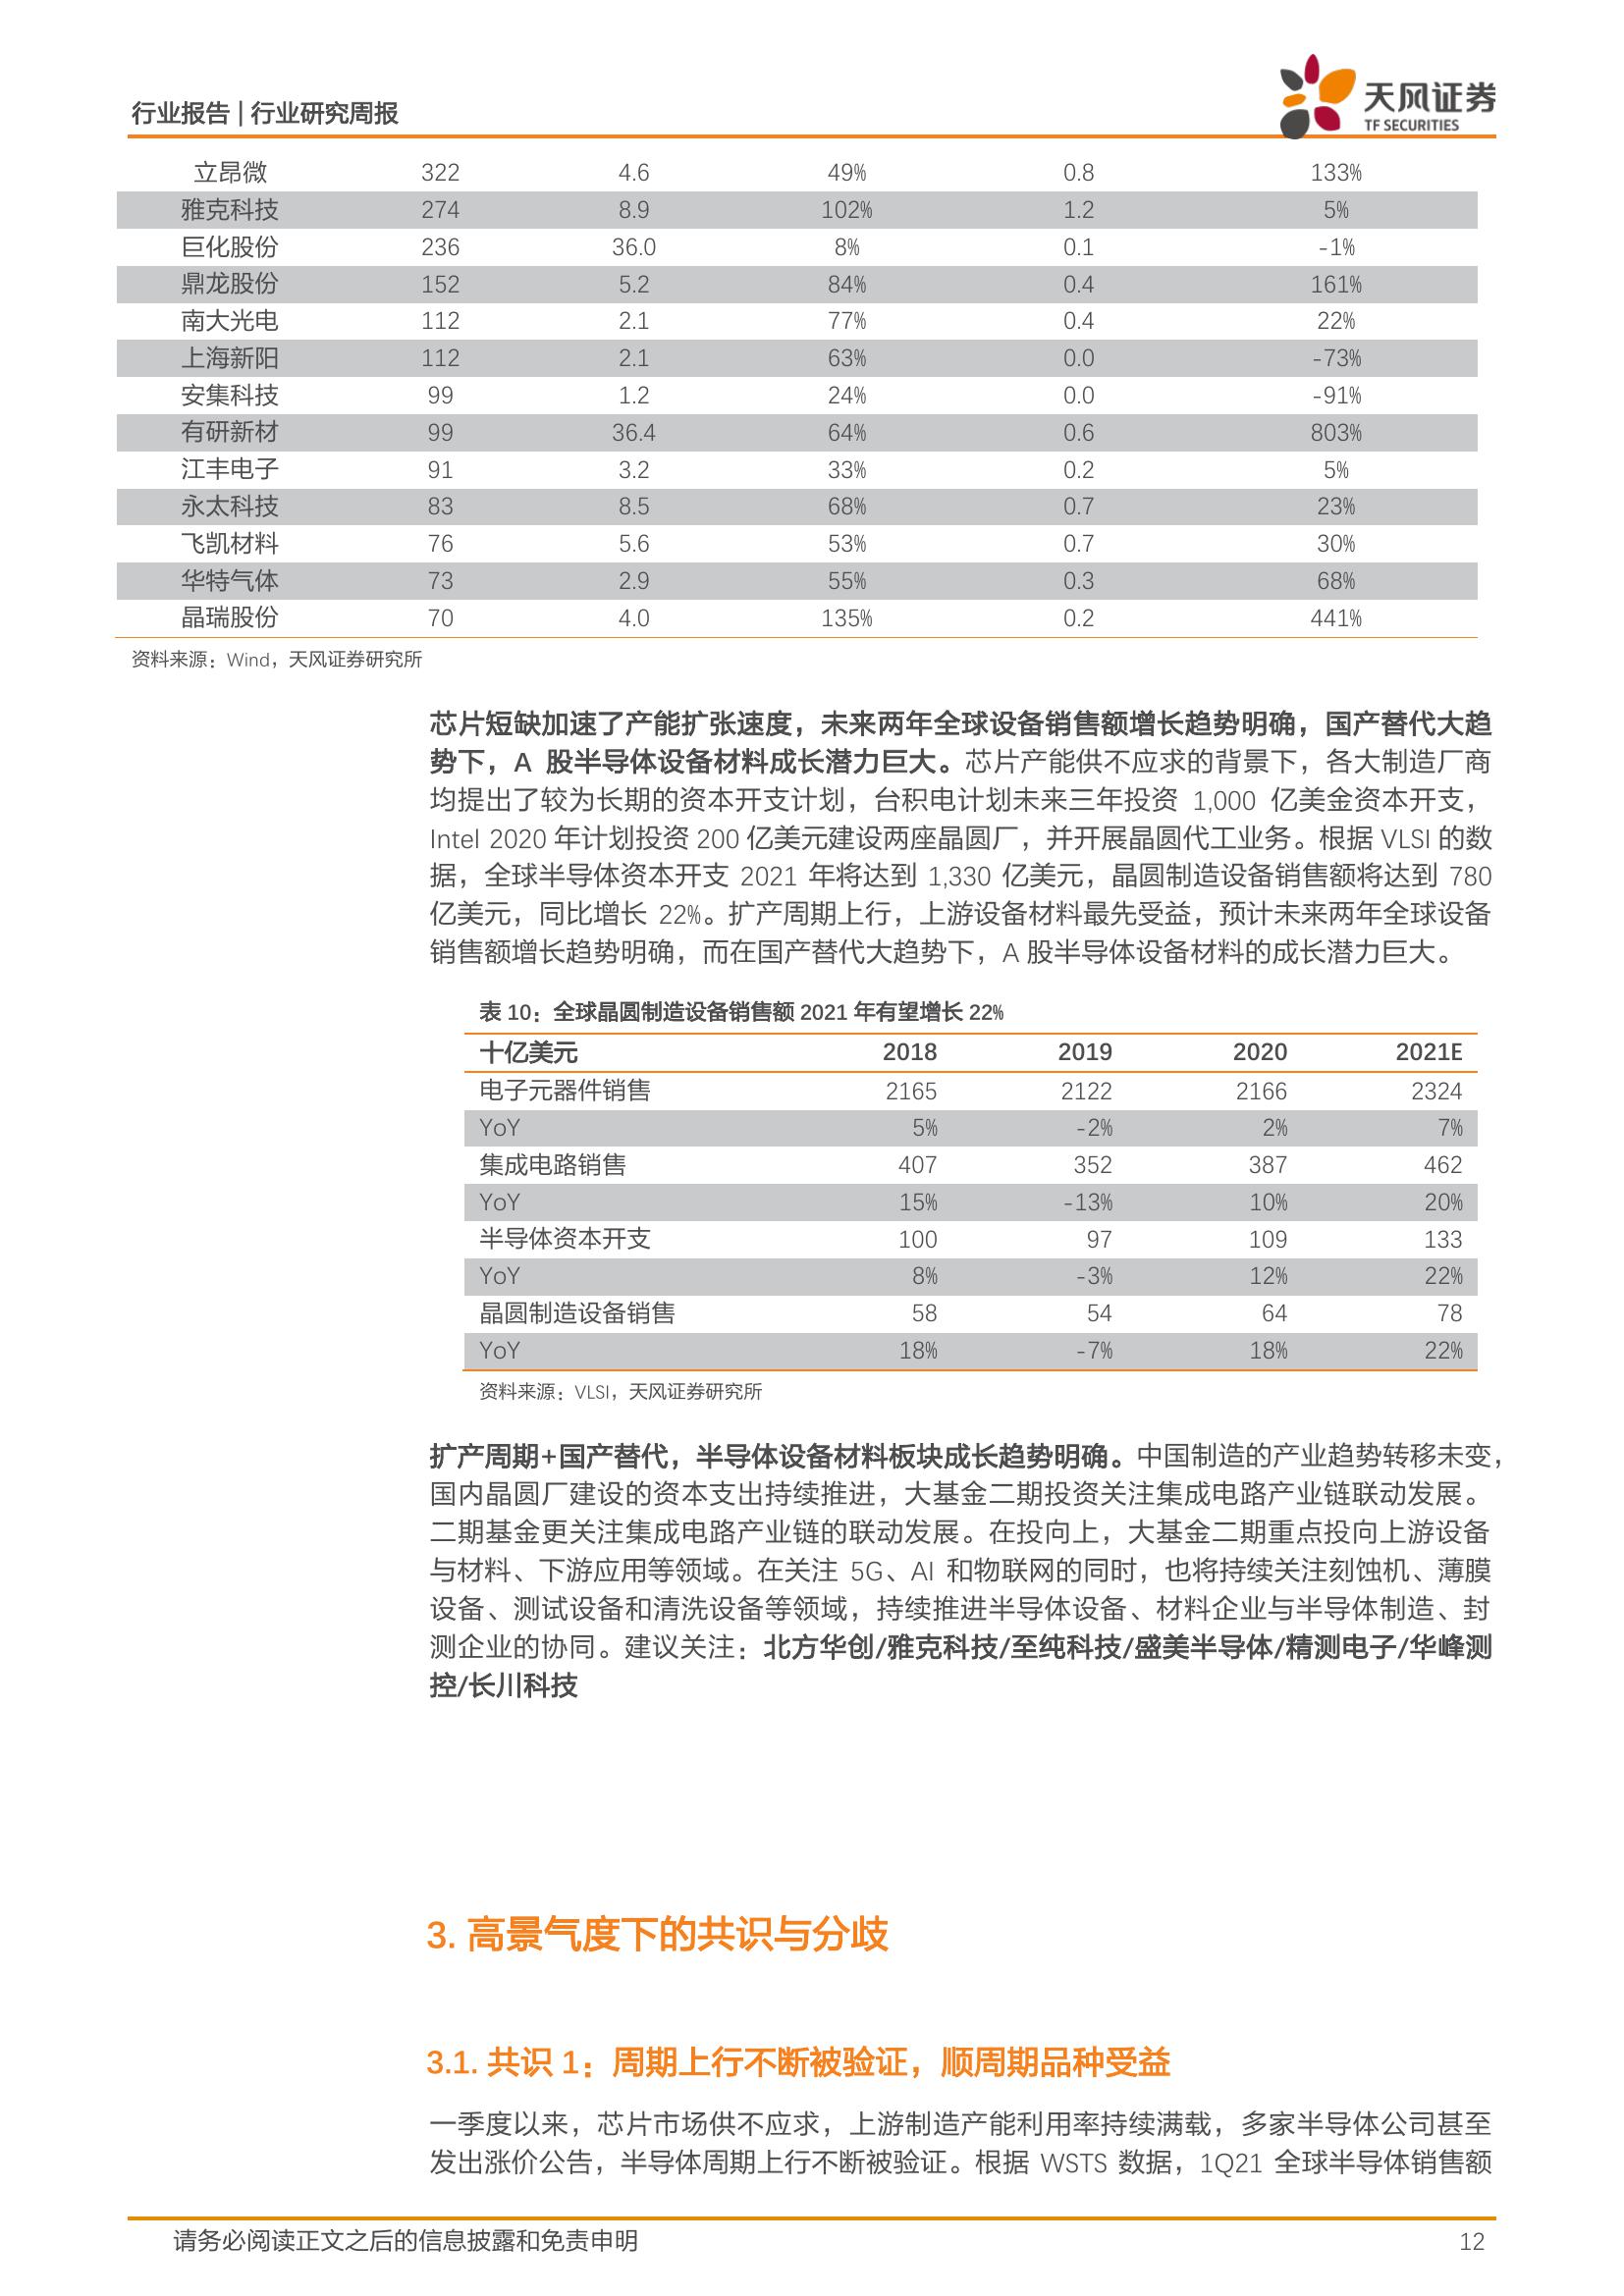 行业报告 | 行业研究周报
天风证券
TF SECURITIES
立昂微 322 4.6 49% 0.8 133%
雅克科技 274 8.9 102% 1.2 5%
巨化股份 236 36.0 8% 0.1 -1%
鼎龙股份 152 5.2 84% 0.4 161%
南大光电 112 2.1 77% 0.4 22%
上海新阳 112 2.1 63% 0.0 -73%
安集科技 99 1.2 24% 0.0 -91%
有研新材 99 36.4 64% 0.6 803%
江丰电子 91 3.2 33% 0.2 5%
永太科技 83 8.5 68% 0.7 23%
飞凯材料 76 5.6 53% 0.7 30%
华特气体 73 2.9 55% 0.3 68%
晶瑞股份 70 4.0 135% 0.2 441%
资料来源：Wind，天风证券研究所
芯片短缺加速了产能扩张速度，未来两年全球设备销售额增长趋势明确，国产替代大趋
势下，A 股半导体设备材料成长潜力巨大。芯片产能供不应求的背景下，各大制造厂商
均提出了较为长期的资本开支计划，台积电计划未来三年投资 1,000 亿美金资本开支，
Intel 2020 年计划投资 200 亿美元建设两座晶圆厂，并开展晶圆代工业务。根据 VLSI 的数
据，全球半导体资本开支 2021 年将达到 1,330 亿美元，晶圆制造设备销售额将达到 780
亿美元，同比增长 22%。扩产周期上行，上游设备材料最先受益，预计未来两年全球设备
销售额增长趋势明确，而在国产替代大趋势下，A 股半导体设备材料的成长潜力巨大。
表 10：全球晶圆制造设备销售额 2021 年有望增长 22%
十亿美元 2018 2019 2020 2021E
电子元器件销售 2165 2122 2166 2324
YoY 5% -2% 2% 7%
集成电路销售 407 352 387 462
YoY 15% -13% 10% 20%
半导体资本开支 100 97 109 133
YoY 8% -3% 12% 22%
晶圆制造设备销售 58 54 64 78
YoY 18% -7% 18% 22%
资料来源：VLSI，天风证券研究所
扩产周期+国产替代，半导体设备材料板块成长趋势明确。中国制造的产业趋势转移未变，
国内晶圆厂建设的资本支出持续推进，大基金二期投资关注集成电路产业链联动发展。
二期基金更关注集成电路产业链的联动发展。在投向上，大基金二期重点投向上游设备
与材料、下游应用等领域。在关注 5G、AI 和物联网的同时，也将持续关注刻蚀机、薄膜
设备、测试设备和清洗设备等领域，持续推进半导体设备、材料企业与半导体制造、封
测企业的协同。建议关注：北方华创/雅克科技/至纯科技/盛美半导体/精测电子/华峰测
控/长川科技
3. 高景气度下的共识与分歧
3.1. 共识 1：周期上行不断被验证，顺周期品种受益
一季度以来，芯片市场供不应求，上游制造产能利用率持续满载，多家半导体公司甚至
发出涨价公告，半导体周期上行不断被验证。根据 WSTS 数据，1Q21 全球半导体销售额
请务必阅读正文之后的信息披露和免责申明 12